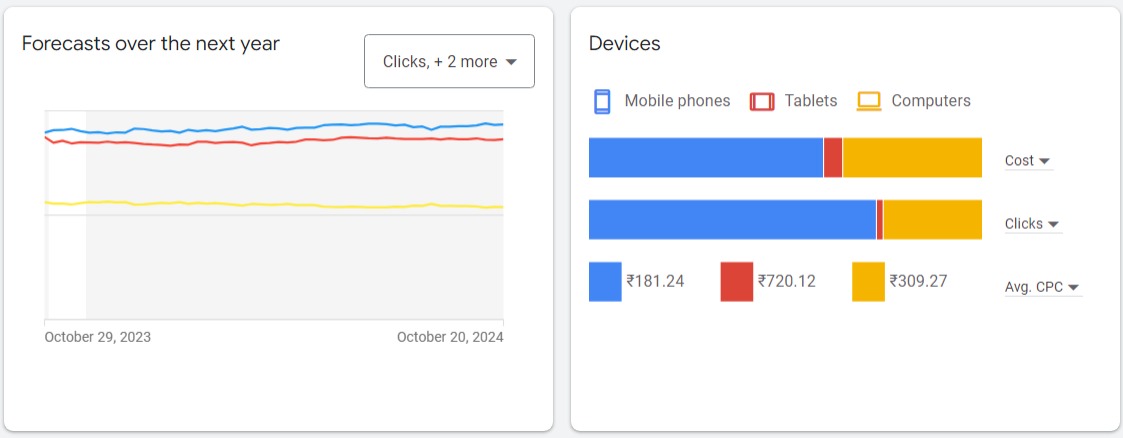 Forecasts over the next year
Clicks, + 2 more
October 29, 2023
October 20, 2024
Devices
Mobile phones
Tablets
Computers
Cost
Clicks
₹181.24
₹720.12
₹309.27
Avg. CPC